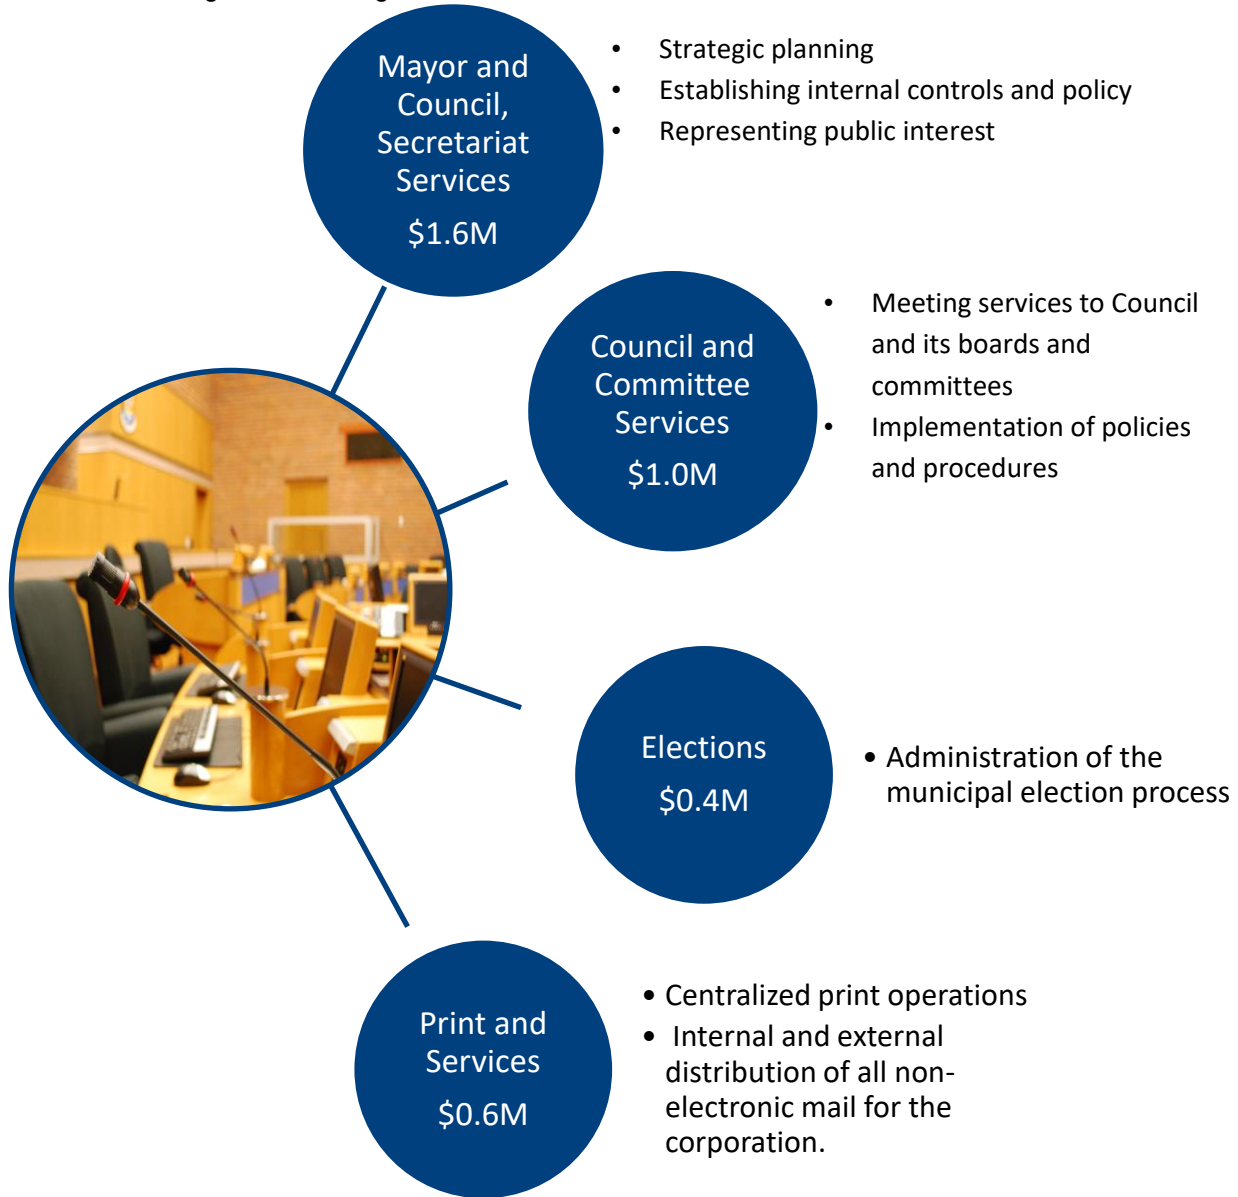 Mayor and
Council,
Secretariat
Services
$1.6M
• Strategic planning
• Establishing internal controls and policy
• Representing public interest
Council and
Committee
Services
$1.0M
• Meeting services to Council
and its boards and
committees
• Implementation of policies
and procedures
Elections
$0.4M
• Administration of the
municipal election process
Print and
Services
$0.6M
• Centralized print operations
• Internal and external
distribution of all non-
electronic mail for the
corporation.